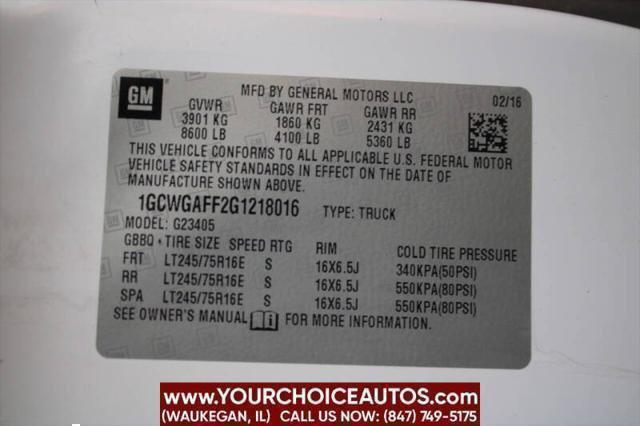 GM
MFD BY GENERAL MOTORS LLC
02/16
GVWR GAWR FRT GAWR RR
3901 KG 1860 KG 2431 KG
8600 LB 4100 LB 5360 LB
THIS VEHICLE CONFORMS TO ALL APPLICABLE U.S. FEDERAL MOTOR
VEHICLE SAFETY STANDARDS IN EFFECT ON THE DATE OF
MANUFACTURE SHOWN ABOVE.
1GCWGAFF2G1218016 TYPE: TRUCK
MODEL: G23405
GBBQ • TIRE SIZE SPEED RTG RIM COLD TIRE PRESSURE
FRT LT245/75R16E S 16X6.5J 340KPA(50PSI)
RR LT245/75R16E S 16X6.5J 550KPA(80PSI)
SPA LT245/75R16E S 16X6.5J 550KPA(80PSI)
SEE OWNER'S MANUAL FOR MORE INFORMATION.
WWW.YOURCHOICEAUTOS.COM
(WAUKEGAN, IL) CALL US NOW: (847) 749-5175